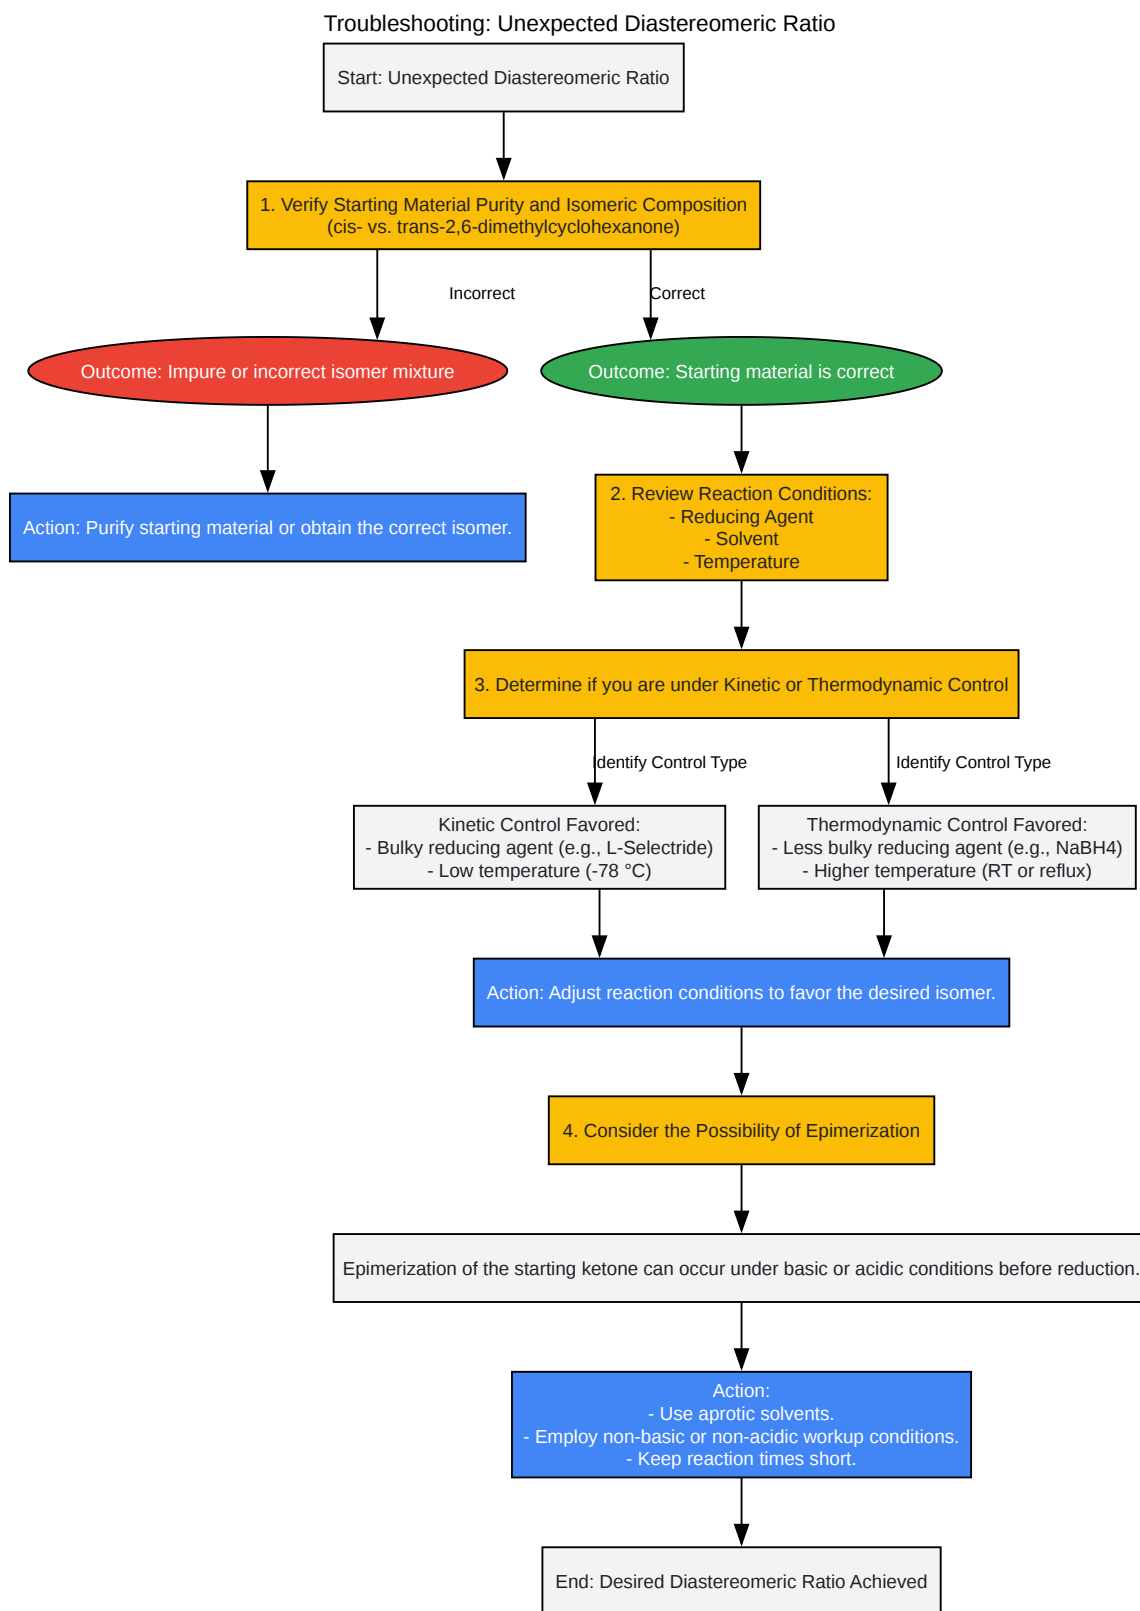 Troubleshooting: Unexpected Diastereomeric Ratio
Start: Unexpected Diastereomeric Ratio
1. Verify Starting Material Purity and Isomeric Composition
(cis- vs. trans-2,6-dimethylcyclohexanone)
Incorrect
Correct
Outcome: Impure or incorrect isomer mixture
Outcome: Starting material is correct
Action: Purify starting material or obtain the correct isomer.
2. Review Reaction Conditions:
- Reducing Agent
- Solvent
- Temperature
3. Determine if you are under Kinetic or Thermodynamic Control
Identify Control Type
Identify Control Type
Kinetic Control Favored:
- Bulky reducing agent (e.g., L-Selectride)
- Low temperature (-78 °C)
Thermodynamic Control Favored:
- Less bulky reducing agent (e.g., NaBH4)
- Higher temperature (RT or reflux)
Action: Adjust reaction conditions to favor the desired isomer.
4. Consider the Possibility of Epimerization
Epimerization of the starting ketone can occur under basic or acidic conditions before reduction.
Action:
- Use aprotic solvents.
- Employ non-basic or non-acidic workup conditions.
- Keep reaction times short.
End: Desired Diastereomeric Ratio Achieved